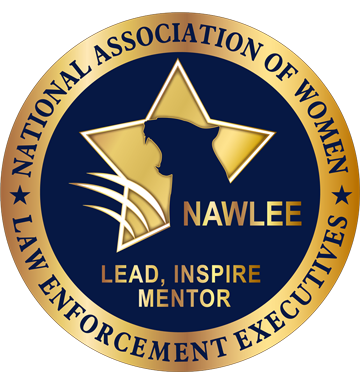 NATIONAL ASSOCIATION OF WOMEN
LAW ENFORCEMENT EXECUTIVES
NAWLEE
LEAD, INSPIRE
MENTOR